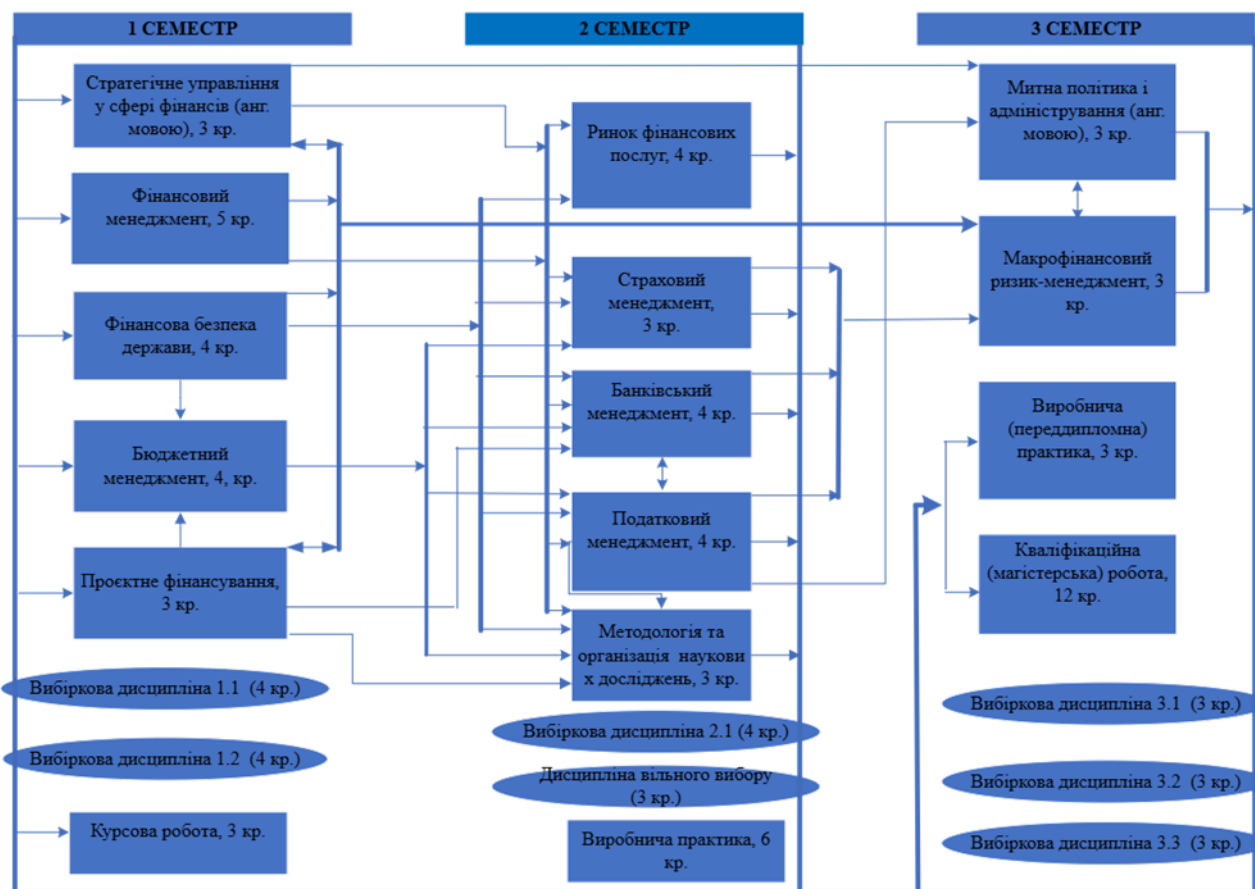 1 СЕМЕСТР
2 СЕМЕСТР
3 СЕМЕСТР
Стратегічне управління
у сфері фінансів (анг.
мовою), 3 кр.
Фінансовий
менеджмент, 5 кр.
Фінансова безпека
держави, 4 кр.
Бюджетний
менеджмент, 4, кр.
Проєктне фінансування,
3 кр.
Вибіркова дисципліна 1.1 (4 кр.)
Вибіркова дисципліна 1.2 (4 кр.)
Курсова робота, 3 кр.
Ринок фінансових
послуг, 4 кр.
Страховий
менеджмент,
3 кр.
Банківський
менеджмент, 4 кр.
Податковий
менеджмент, 4 кр.
Методологія та
організація наукови
х досліджень, 3 кр.
Вибіркова дисципліна 2.1 (4 кр.)
Дисципліна вільного вибору
(3 кр.)
Виробнича практика, 6
кр.
Митна політика і
адміністрування (анг.
мовою), 3 кр.
Макрофінансовий
ризик-менеджмент, 3
кр.
Виробнича
(переддипломна)
практика, 3 кр.
Кваліфікаційна
(магістерська) робота,
12 кр.
Вибіркова дисципліна 3.1 (3 кр.)
Вибіркова дисципліна 3.2 (3 кр.)
Вибіркова дисципліна 3.3 (3 кр.)